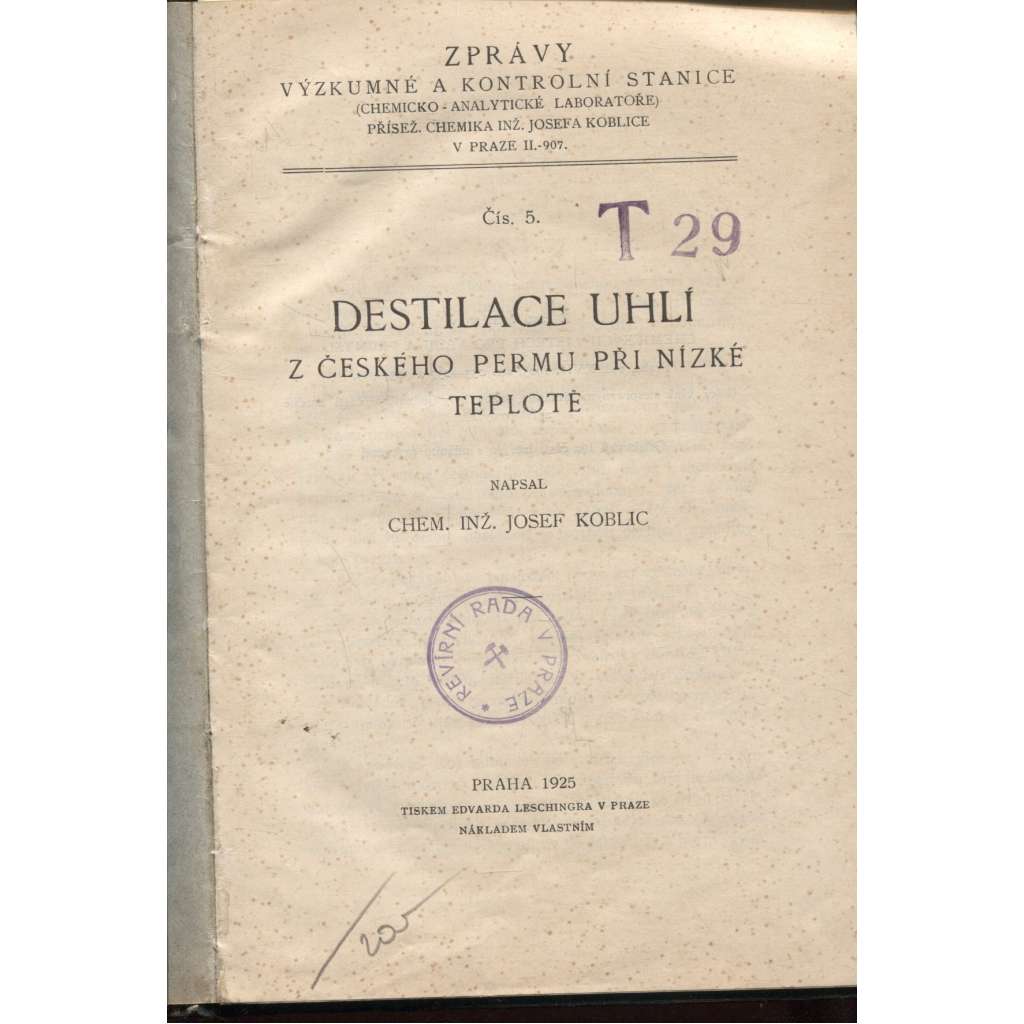 ZPRÁVY
VÝZKUMNÉ A KONTROLNÍ STANICE
(CHEMICKO-ANALYTICKÉ LABORATOŘE)
PŘÍSEŽ. CHEMIKA INŽ. JOSEFA KOBLICE
V PRAZE II.-907.
Čís. 5.
T 29
DESTILACE UHLÍ
Z ČESKÉHO PERMU PŘI NÍZKÉ
TEPLOTĚ
NAPSAL
CHEM. INŽ. JOSEF KOBLIC
REVÍRNÍ RADA V PRAZE *
PRAHA 1925
TISKEM EDVARDA LESCHINGRA V PRAZE
NÁKLADEM VLASTNÍM